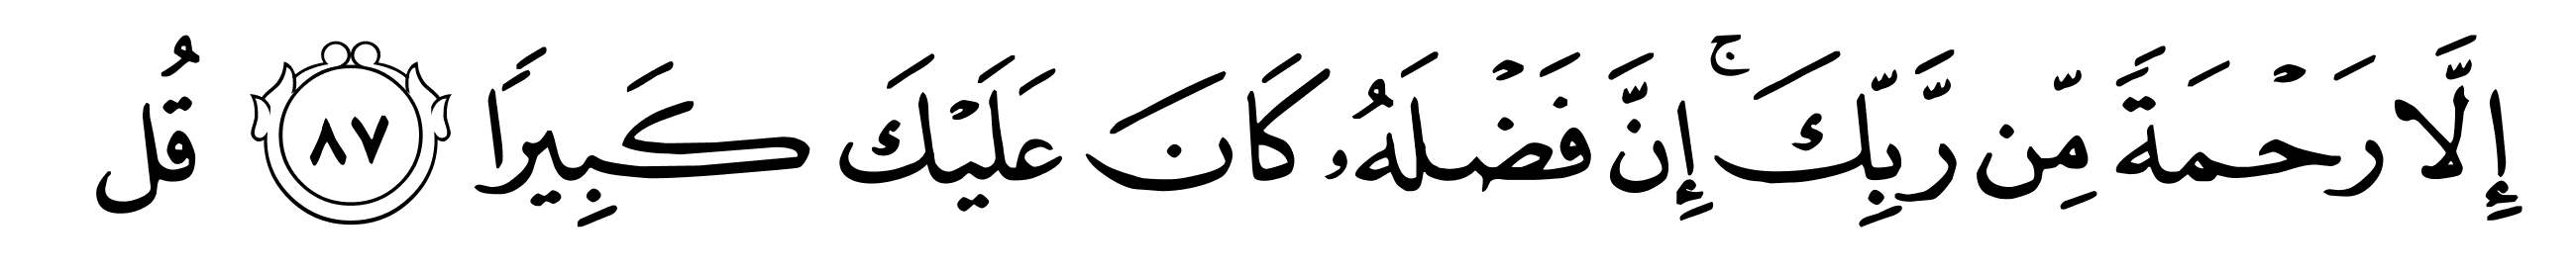 إِلَّا رَحْمَةً مِّن رَّبِّكَ ۚ إِنَّ فَضْلَهُۥ كَانَ عَلَيْكَ كَبِيرًا ٨٧ قُل